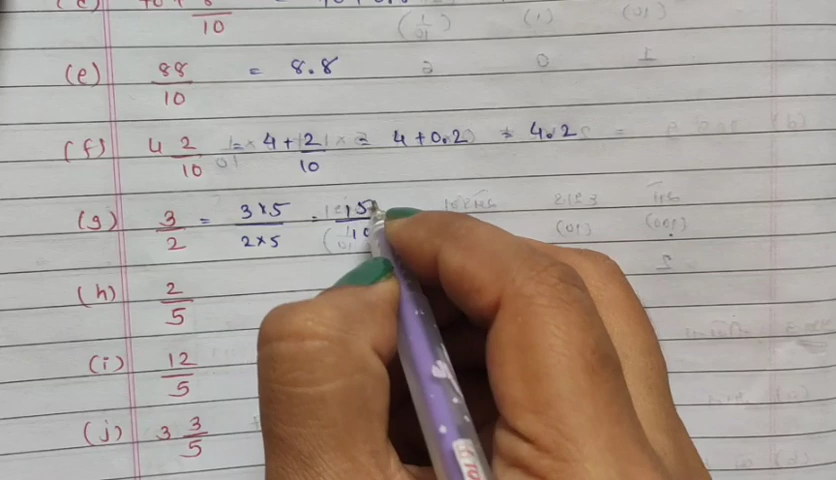 (e) 88/10 = 8.8
(f) 4 2/10 = 4 + 2/10 = 4 + 0.2 = 4.2
(g) 3/2 = 3×5/2×5 = 15/10
(h) 2/5
(i) 12/5
(j) 3 3/5